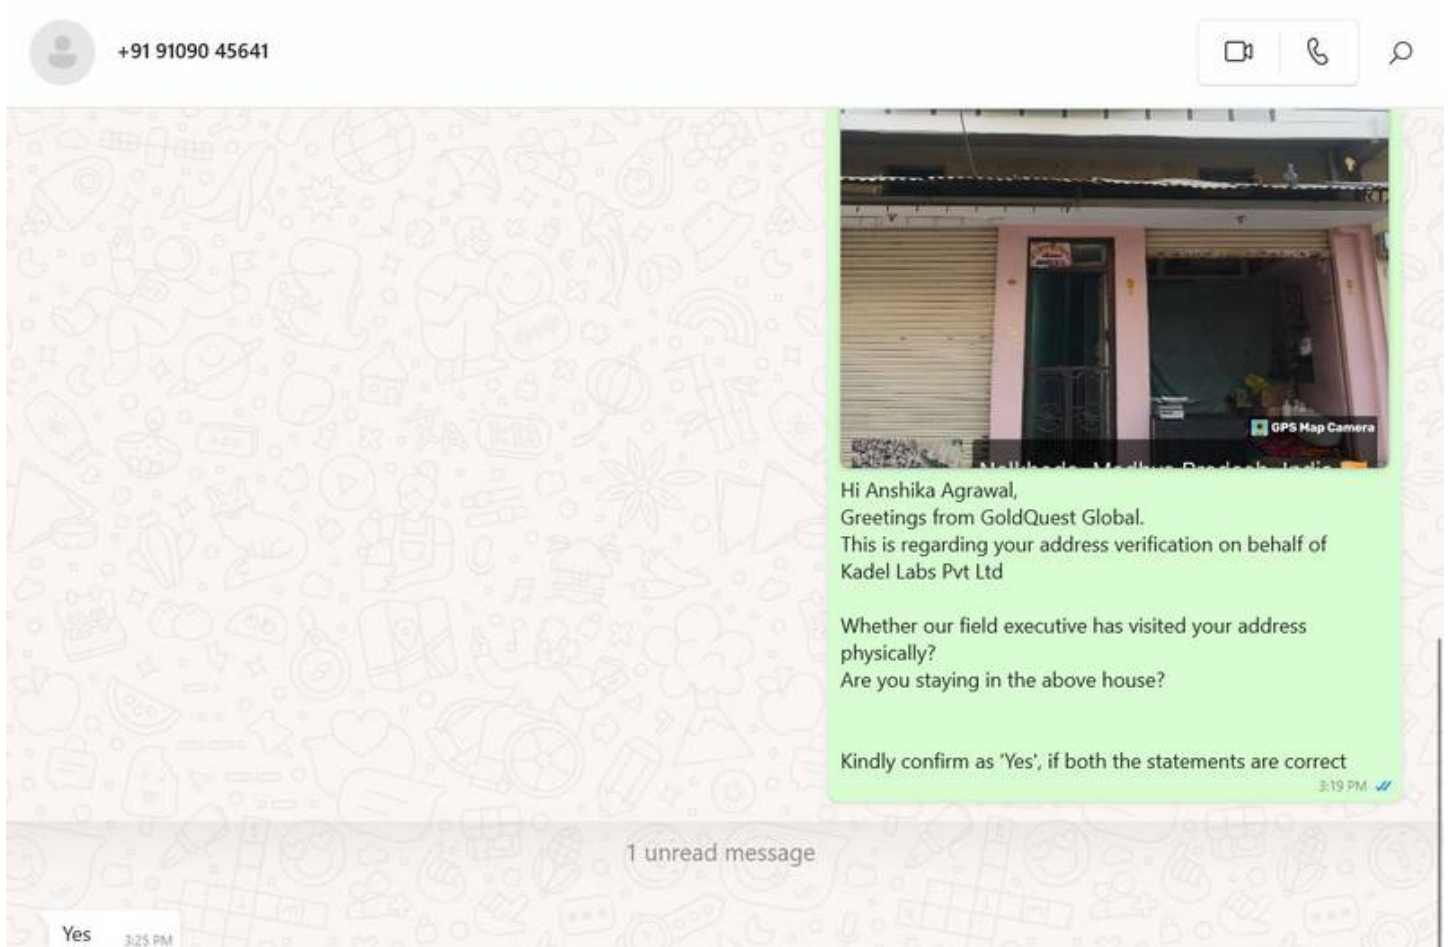 +91 91090 45641
GPS Map Camera
Hi Anshika Agrawal,
Greetings from GoldQuest Global.
This is regarding your address verification on behalf of
Kadel Labs Pvt Ltd
Whether our field executive has visited your address
physically?
Are you staying in the above house?
Kindly confirm as 'Yes', if both the statements are correct
3:19 PM
1 unread message
Yes 3:25 PM